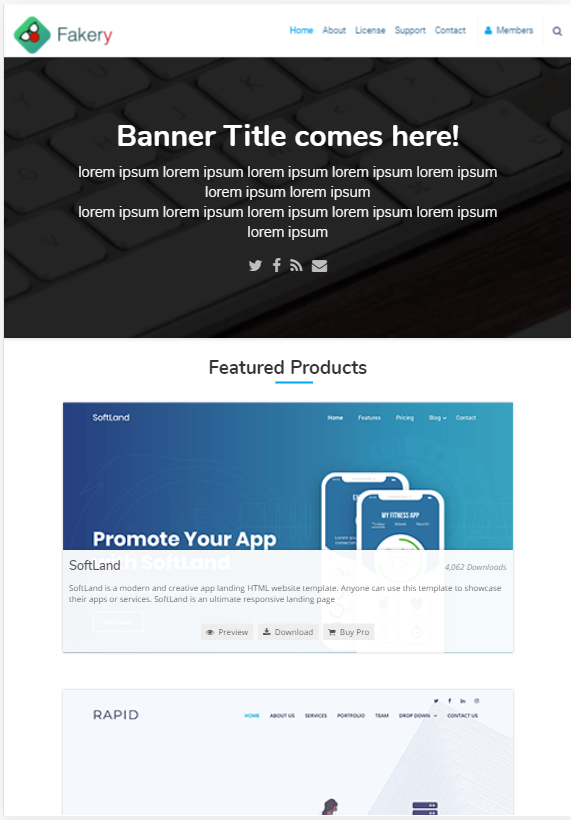 Fakery
Home About License Support Contact Members
Banner Title comes here!
lorem ipsum lorem ipsum lorem ipsum lorem ipsum lorem ipsum
lorem ipsum lorem ipsum
lorem ipsum lorem ipsum lorem ipsum lorem ipsum lorem ipsum
lorem ipsum
Featured Products
SoftLand
Home Features Pricing Blog Contact
MY FITNESS APP
Today Week Month
Promote Your App
with SoftLand
SoftLand
4,062 Downloads
SoftLand is a modern and creative app landing HTML website template. Anyone can use this template to showcase
their apps or services. SoftLand is an ultimate responsive landing page
Preview Download Buy Pro
RAPID
HOME ABOUT US SERVICES PORTFOLIO TEAM DROP DOWN CONTACT US